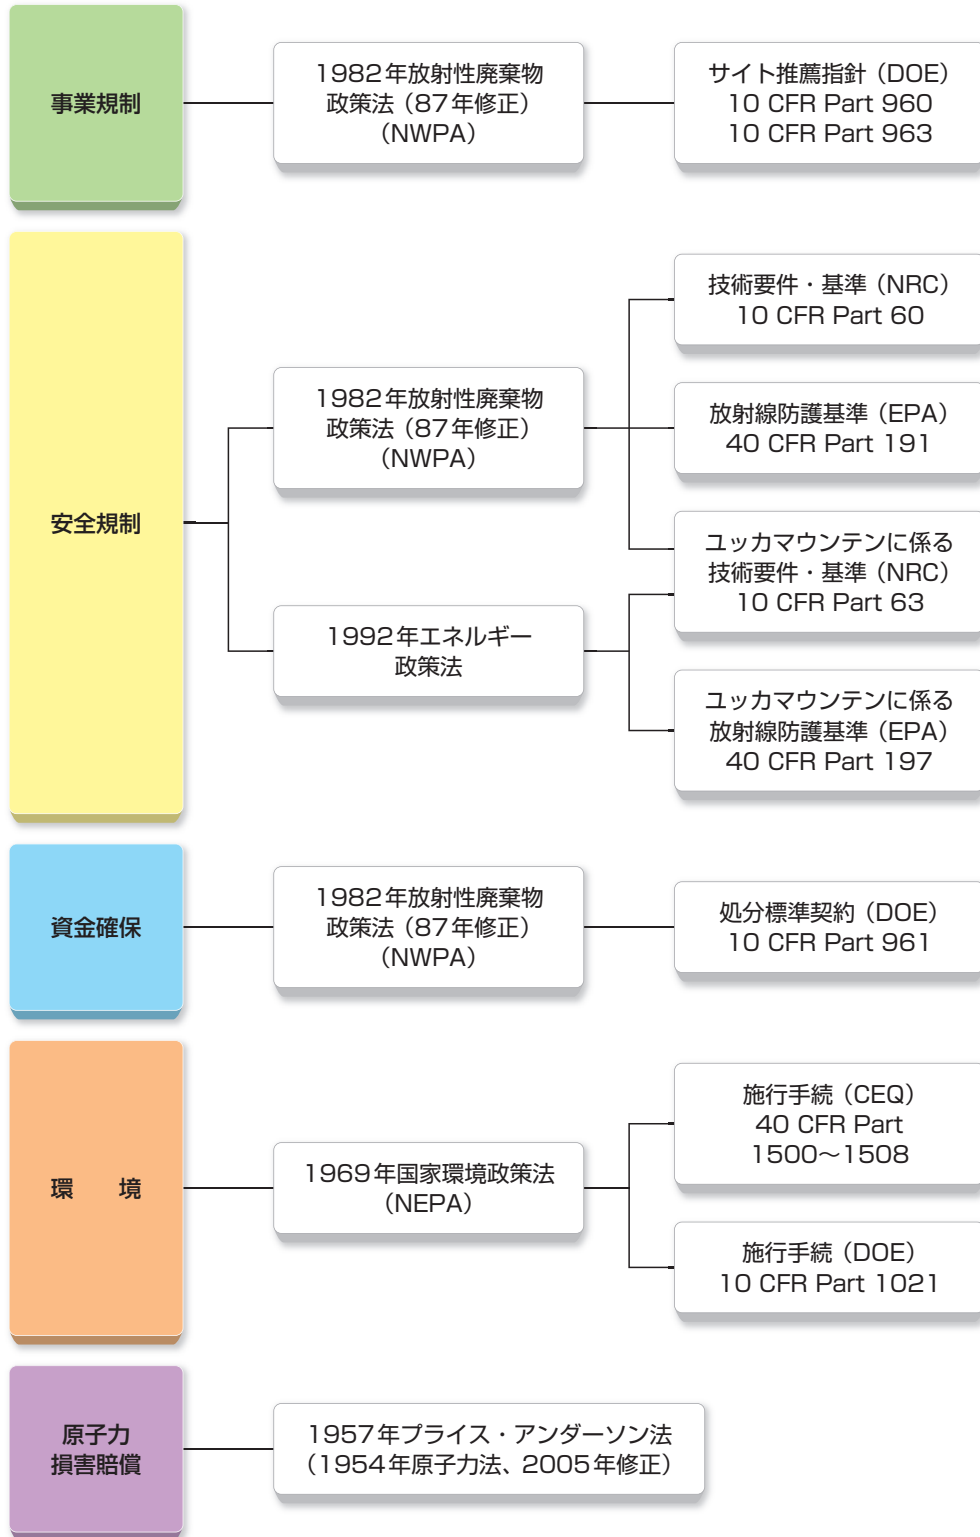 事業規制
1982年放射性廃棄物
政策法（87年修正）
（NWPA）
サイト推薦指針（DOE）
10 CFR Part 960
10 CFR Part 963
安全規制
1982年放射性廃棄物
政策法（87年修正）
（NWPA）
技術要件・基準（NRC）
10 CFR Part 60
放射線防護基準（EPA）
40 CFR Part 191
ユッカマウンテンに係る
技術要件・基準（NRC）
10 CFR Part 63
1992年エネルギー
政策法
ユッカマウンテンに係る
放射線防護基準（EPA）
40 CFR Part 197
資金確保
1982年放射性廃棄物
政策法（87年修正）
（NWPA）
処分標準契約（DOE）
10 CFR Part 961
環　境
1969年国家環境政策法
（NEPA）
施行手続（CEQ）
40 CFR Part
1500～1508
施行手続（DOE）
10 CFR Part 1021
原子力
損害賠償
1957年プライス・アンダーソン法
（1954年原子力法、2005年修正）